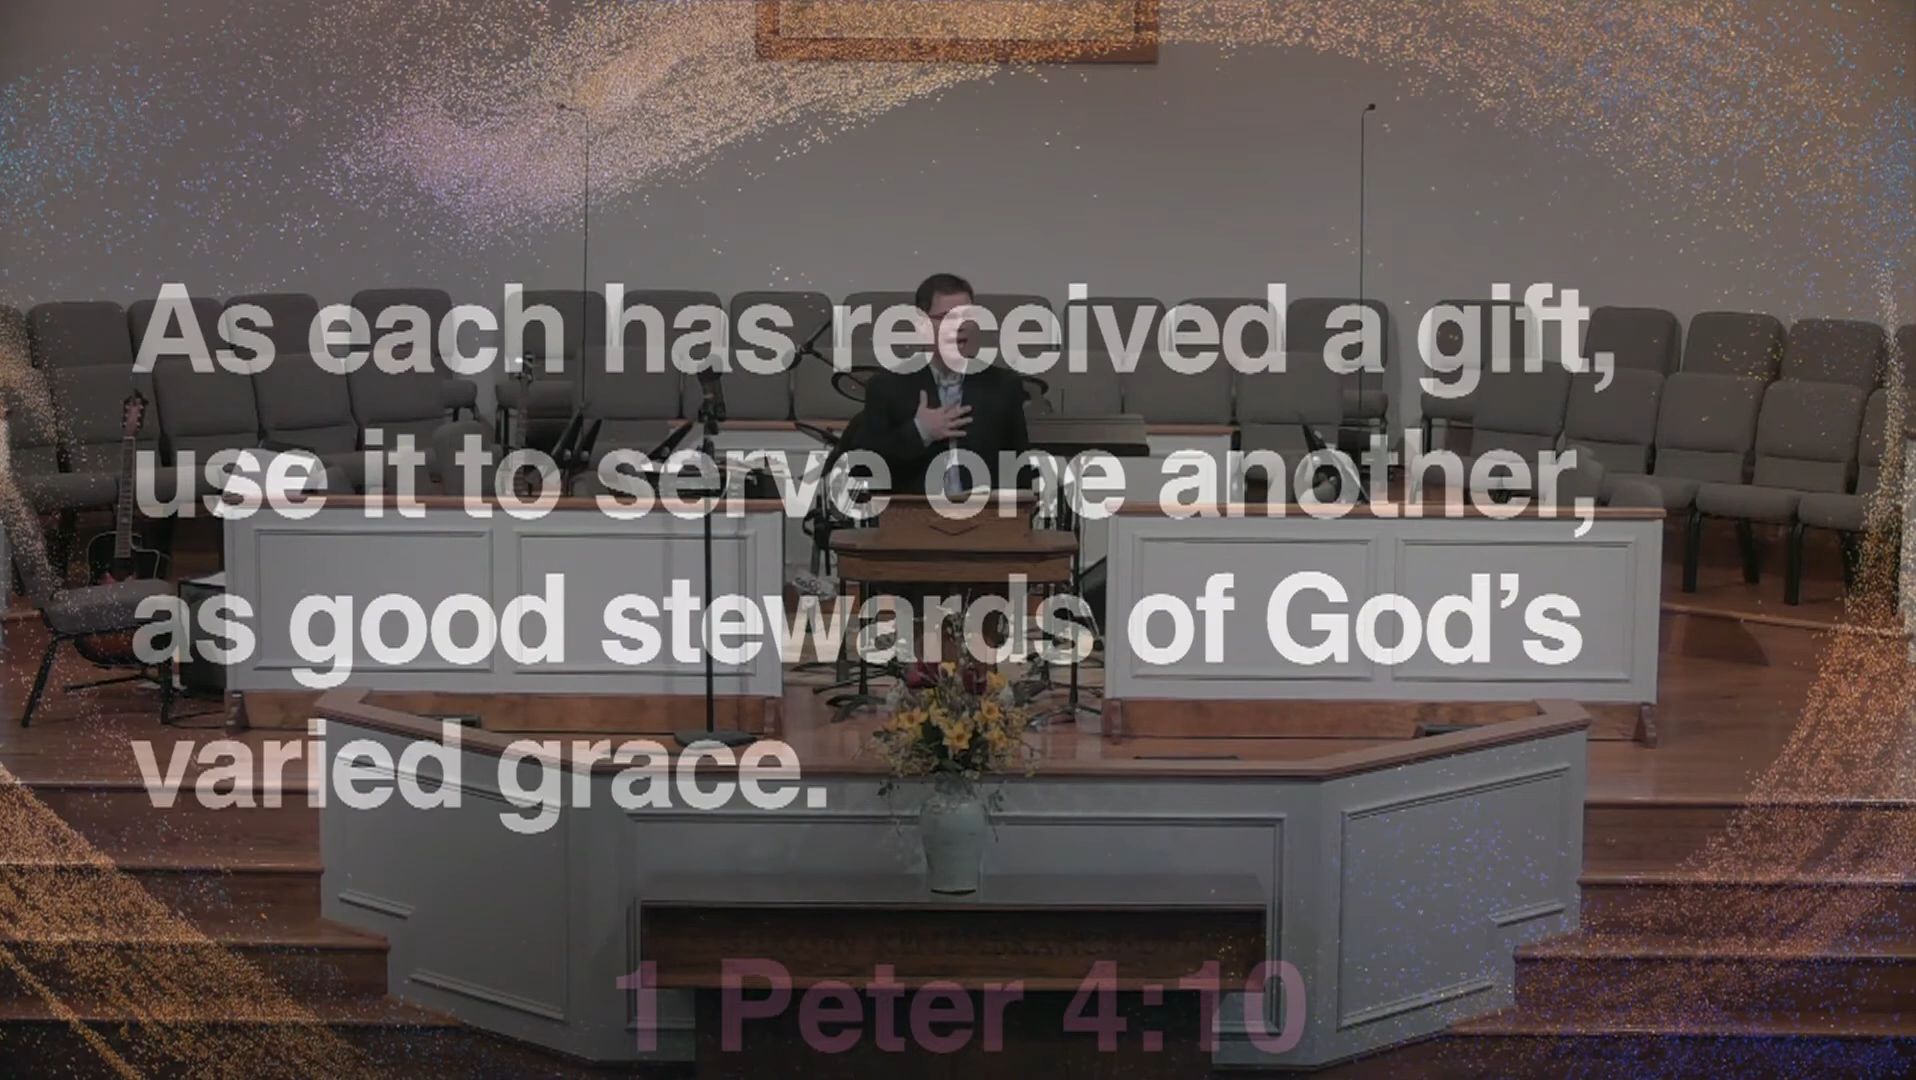 As each has received a gift,
use it to serve one another,
as good stewards of God’s
varied grace.
1 Peter 4:10